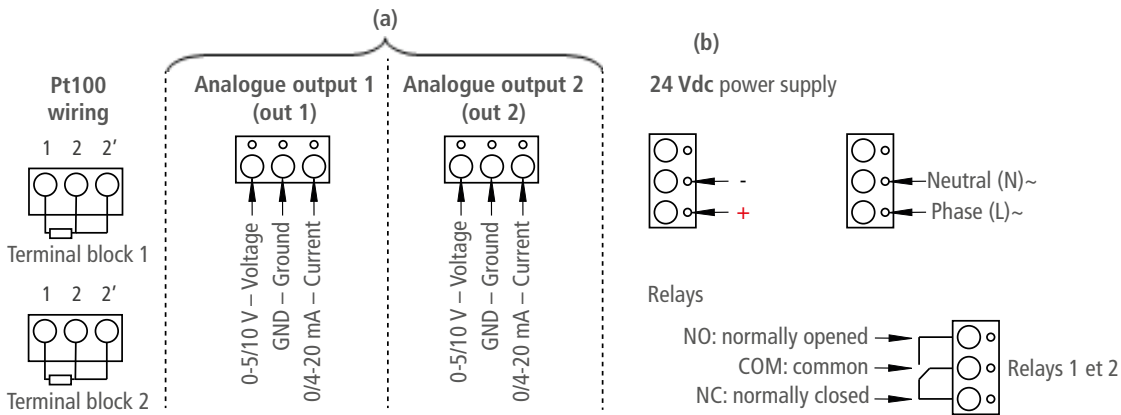 (a)
(b)
Pt100
wiring
1 2 2’
Terminal block 1
1 2 2’
Terminal block 2
Analogue output 1
(out 1)
0-5/10 V – Voltage
GND – Ground
0/4-20 mA – Current
Analogue output 2
(out 2)
0-5/10 V – Voltage
GND – Ground
0/4-20 mA – Current
24 Vdc power supply
-
+
Neutral (N)~
Phase (L)~
Relays
NO: normally opened
COM: common
NC: normally closed
Relays 1 et 2